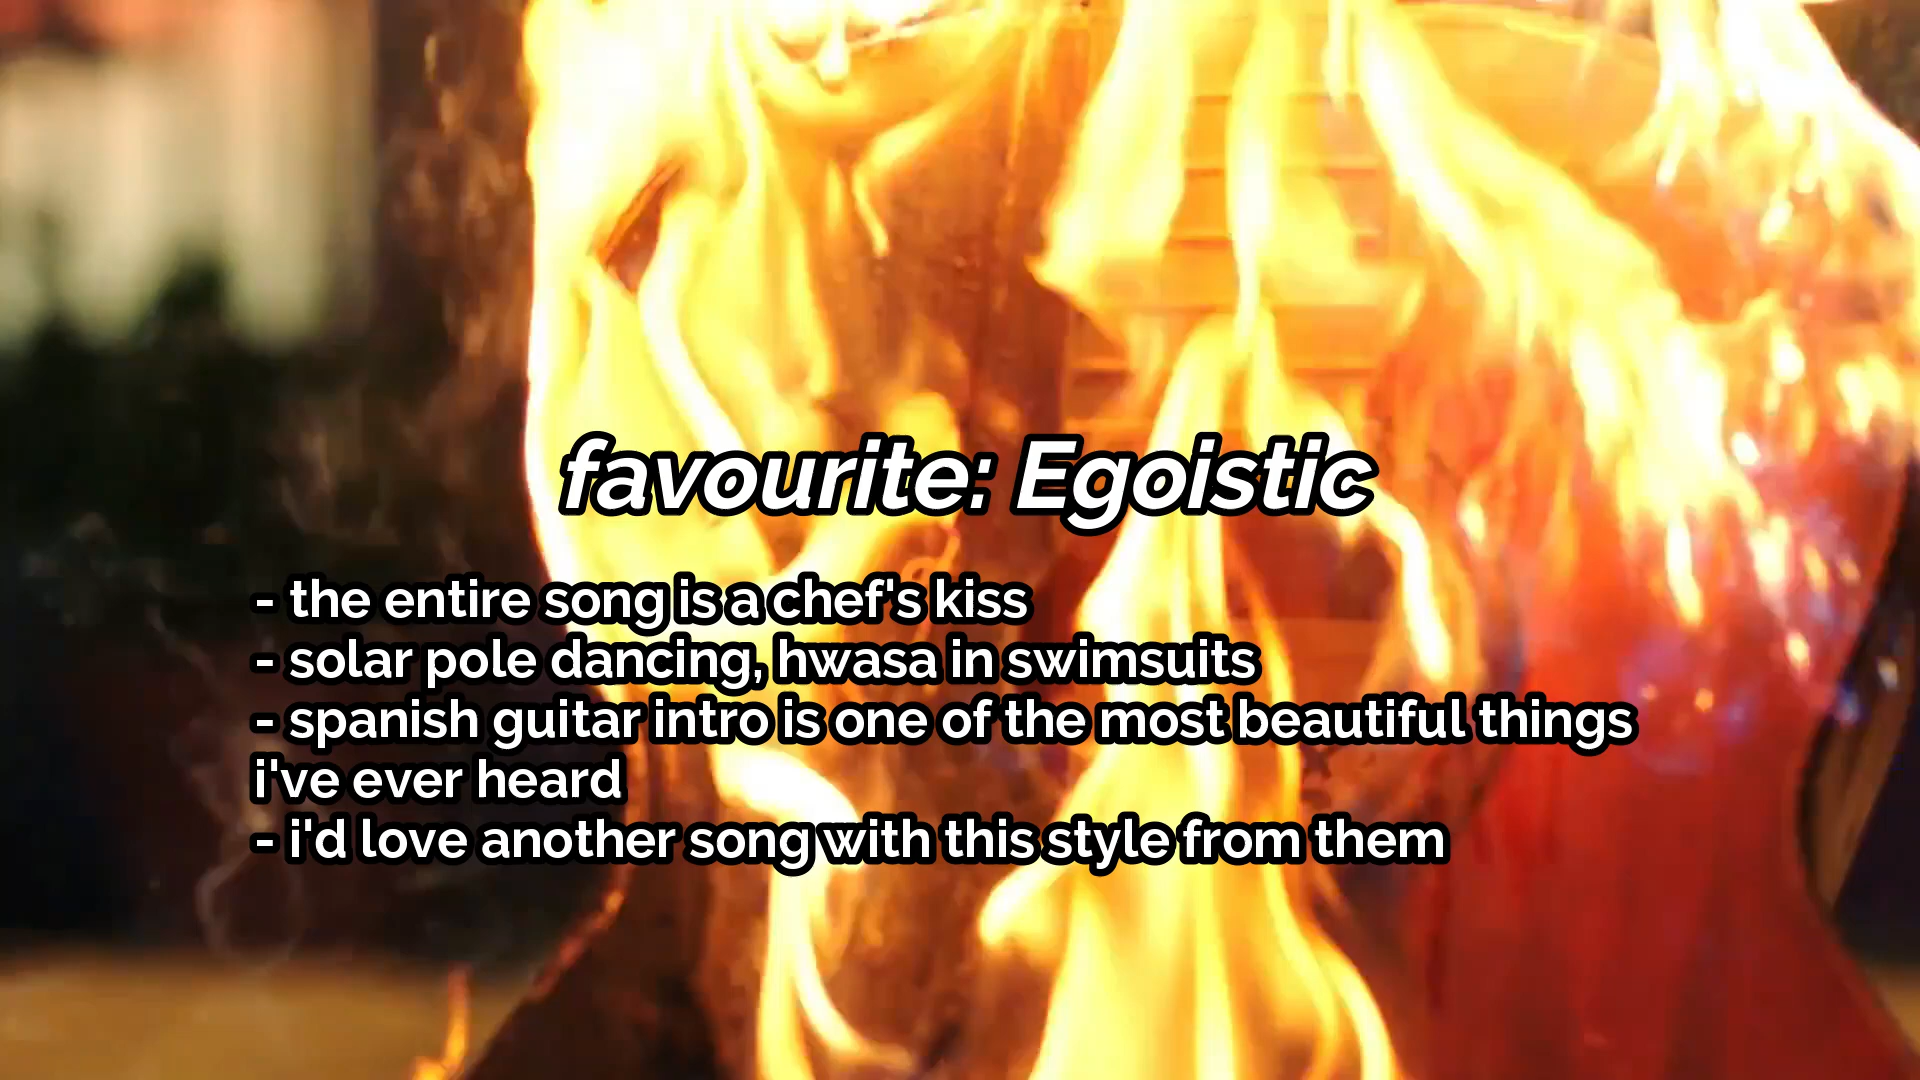 favourite: Egoistic
- the entire song is a chef's kiss
- solar pole dancing, hwasa in swimsuits
- spanish guitar intro is one of the most beautiful things
i've ever heard
- i'd love another song with this style from them